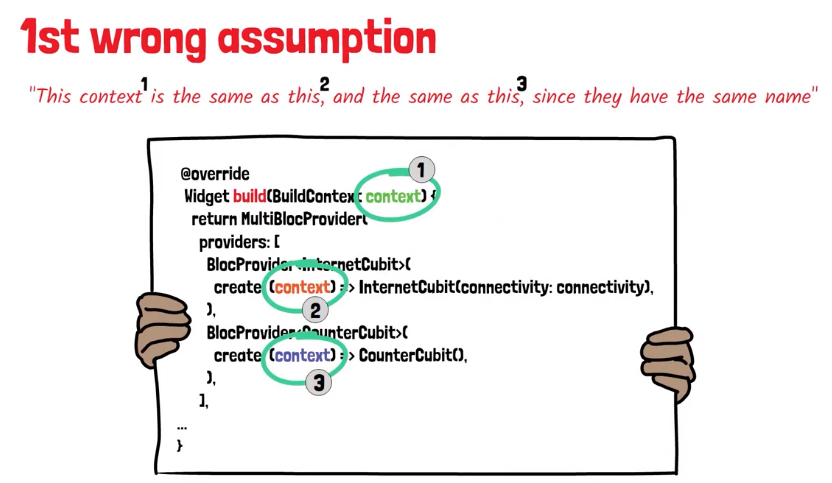 1st wrong assumption
"This context¹ is the same as this,² and the same as this,³ since they have the same name"
@override
Widget build(BuildContext context) {
1
return MultiBlocProvider(
providers: [
BlocProvider<InternetCubit>(
create: (context) => InternetCubit(connectivity: connectivity),
2
),
BlocProvider<CounterCubit>(
create: (context) => CounterCubit(),
3
),
],
...
}